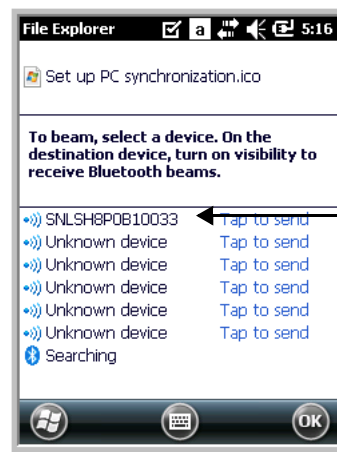 File Explorer a 5:16
Set up PC synchronization.ico
To beam, select a device. On the
destination device, turn on visibility to
receive Bluetooth beams.
SNLSH8P0B10033 Tap to send
Unknown device Tap to send
Unknown device Tap to send
Unknown device Tap to send
Unknown device Tap to send
Unknown device Tap to send
Searching
OK